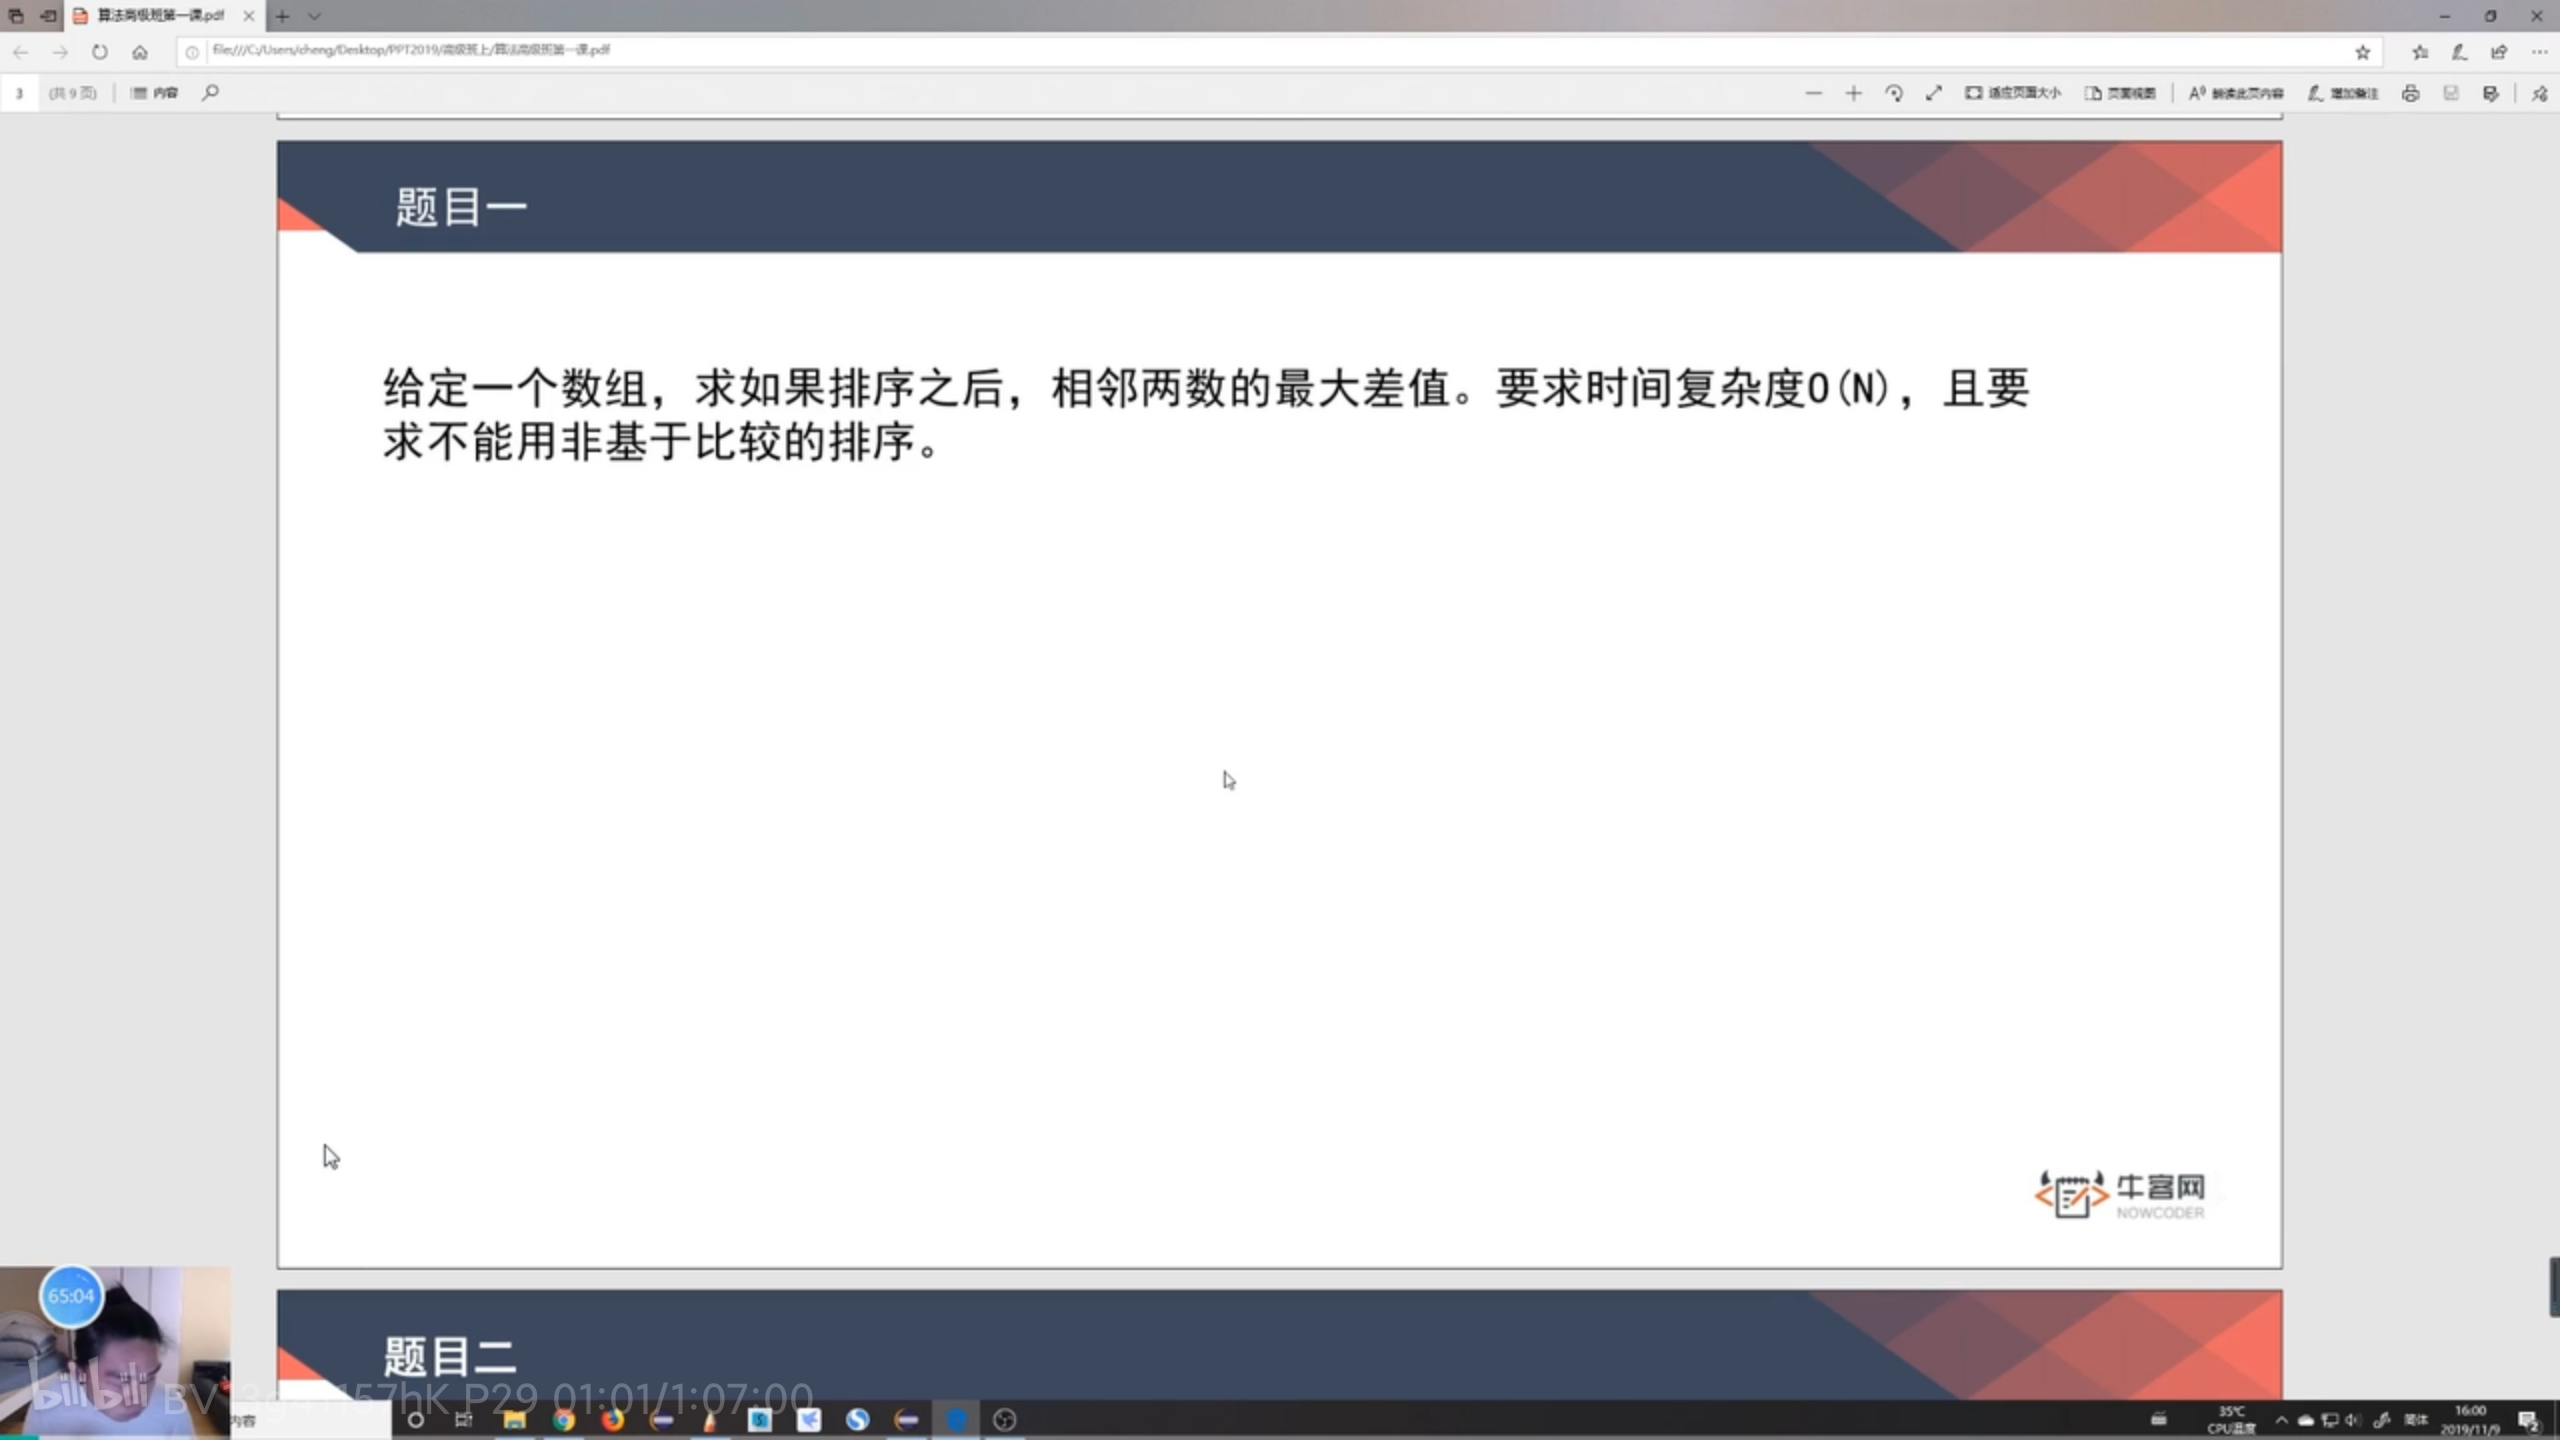 算法高级班第一课.pdf
file:///C:/Users/cheng/Desktop/PPT2019/高级班上/算法高级班第一课.pdf
3 (共 9 页) 内容
适应页面大小 页面视图 朗读此页内容 增加备注
题目一
给定一个数组，求如果排序之后，相邻两数的最大差值。要求时间复杂度O(N)，且要
求不能用非基于比较的排序。
牛客网
NOWCODER
65:04
题目二
bilibili P29 01:01/1:07:00
内容
35℃
CPU温度
简体
16:00
2019/11/9